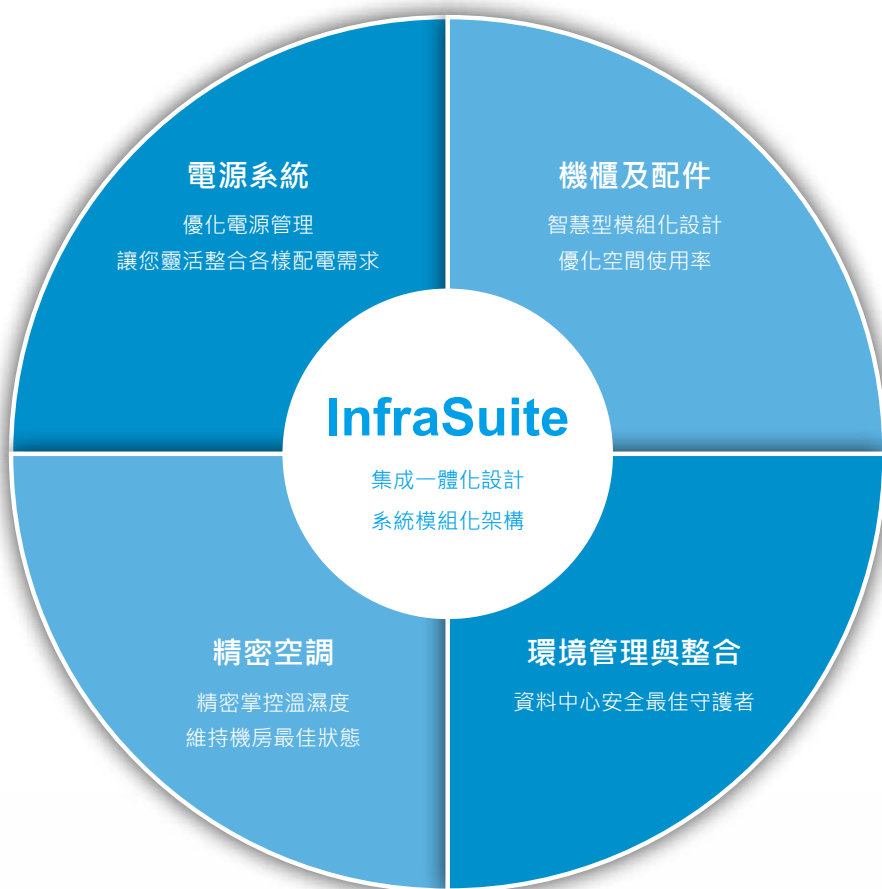 電源系統
優化電源管理
讓您靈活整合各樣配電需求
機櫃及配件
智慧型模組化設計
優化空間使用率
InfraSuite
集成一體化設計
系統模組化架構
精密空調
精密掌控溫濕度
維持機房最佳狀態
環境管理與整合
資料中心安全最佳守護者